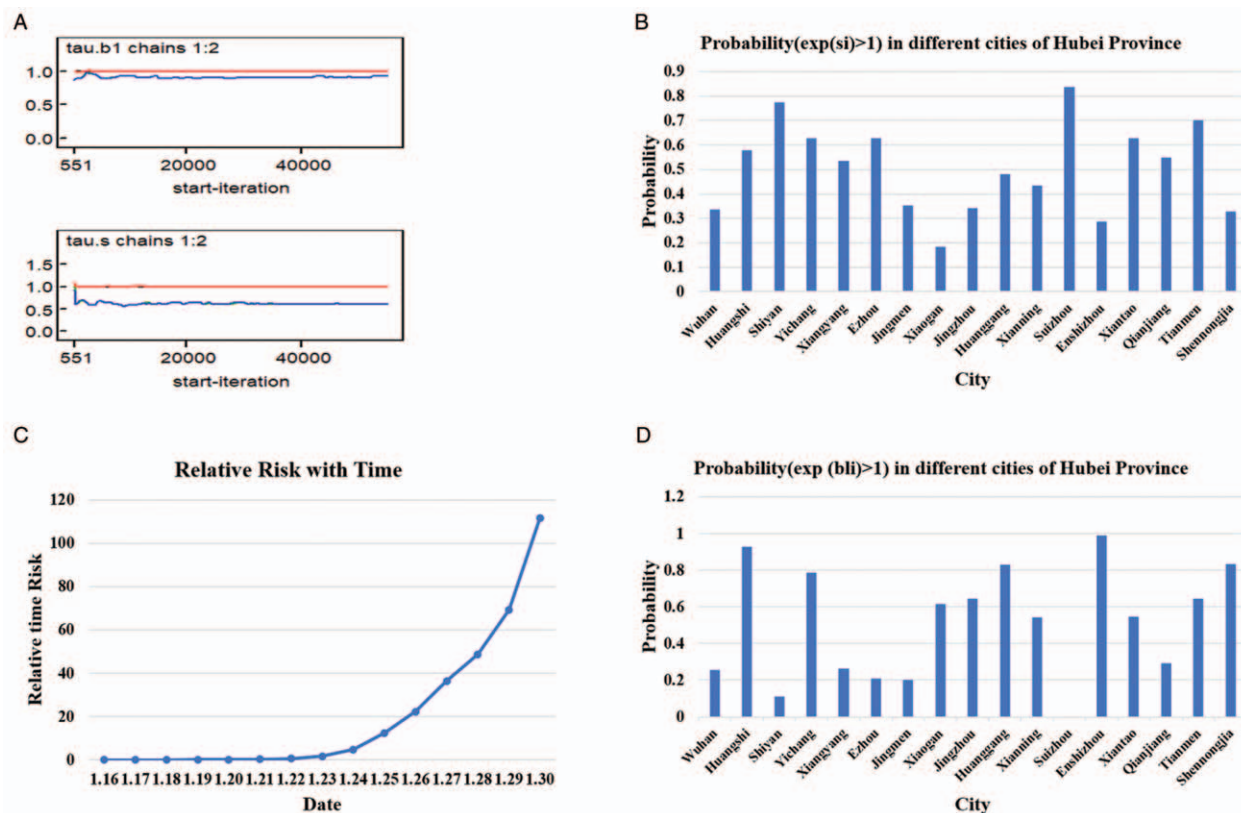 A
tau.b1 chains 1:2
1.0
0.5
0.0
551 20000 40000
start-iteration
tau.s chains 1:2
1.5
1.0
0.5
0.0
551 20000 40000
start-iteration
B
Probability(exp(si)>1) in different cities of Hubei Province
Probability
0.9
0.8
0.7
0.6
0.5
0.4
0.3
0.2
0.1
0
Wuhan Huangshi Shiyan Yichang Xiangyang Ezhou Jingmen Xiaogan Jingzhou Huanggang Xianning Suizhou Enshizhou Xiantao Qianjiang Tianmen Shennongjia
City
C
Relative Risk with Time
Relative time Risk
120
100
80
60
40
20
0
1.16 1.17 1.18 1.19 1.20 1.21 1.22 1.23 1.24 1.25 1.26 1.27 1.28 1.29 1.30
Date
D
Probability(exp (bli)>1) in different cities of Hubei Province
Probability
1.2
1
0.8
0.6
0.4
0.2
0
Wuhan Huangshi Shiyan Yichang Xiangyang Ezhou Jingmen Xiaogan Jingzhou Huanggang Xianning Suizhou Enshizhou Xiantao Qianjiang Tianmen Shennongjia
City